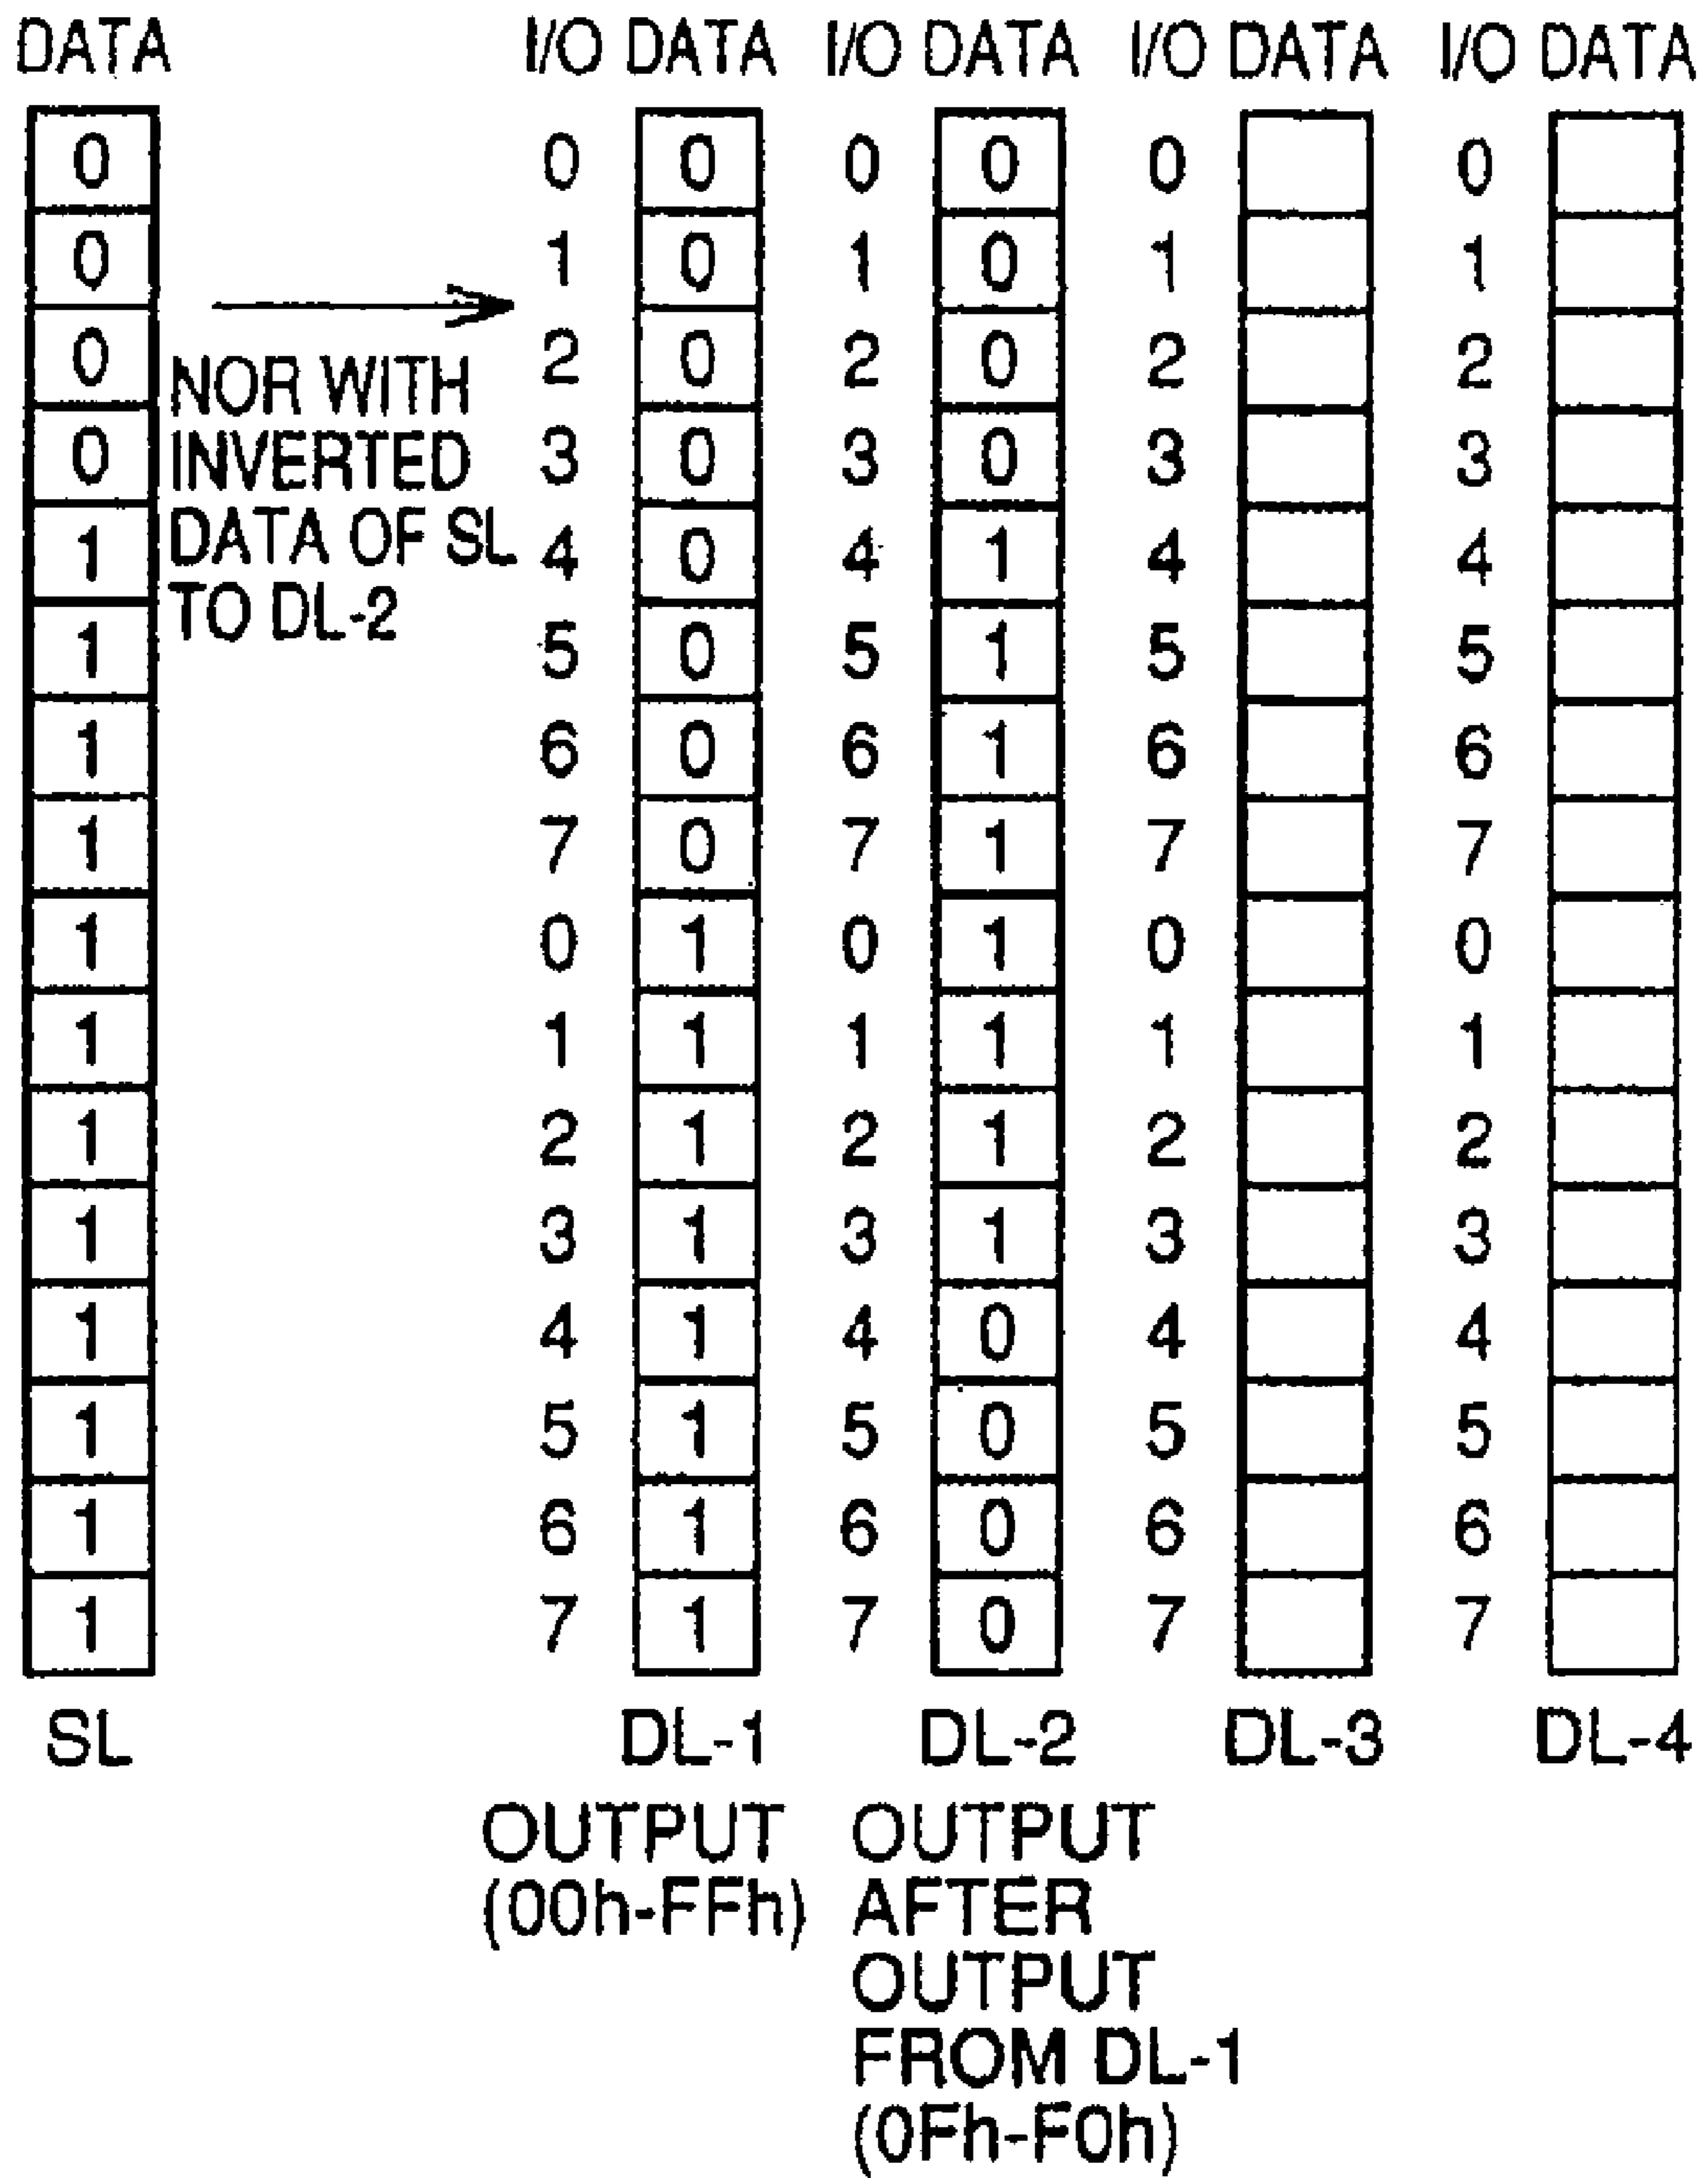 DATA I/O DATA I/O DATA I/O DATA I/O DATA
0 0 0 0 0 0 0
0 1 0 1 0 1 1
0 2 0 2 0 2 2
0 3 0 3 0 3 3
1 4 0 4 1 4 4
1 5 0 5 1 5 5
1 6 0 6 1 6 6
1 7 0 7 1 7 7
1 0 1 0 1 0 0
1 1 1 1 1 1 1
1 2 1 2 1 2 2
1 3 1 3 1 3 3
1 4 1 4 0 4 4
1 5 1 5 0 5 5
1 6 1 6 0 6 6
1 7 1 7 0 7 7
NOR WITH
INVERTED
DATA OF SL
TO DL-2
SL DL-1 DL-2 DL-3 DL-4
OUTPUT
(00h-FFh)
OUTPUT
AFTER
OUTPUT
FROM DL-1
(0Fh-F0h)